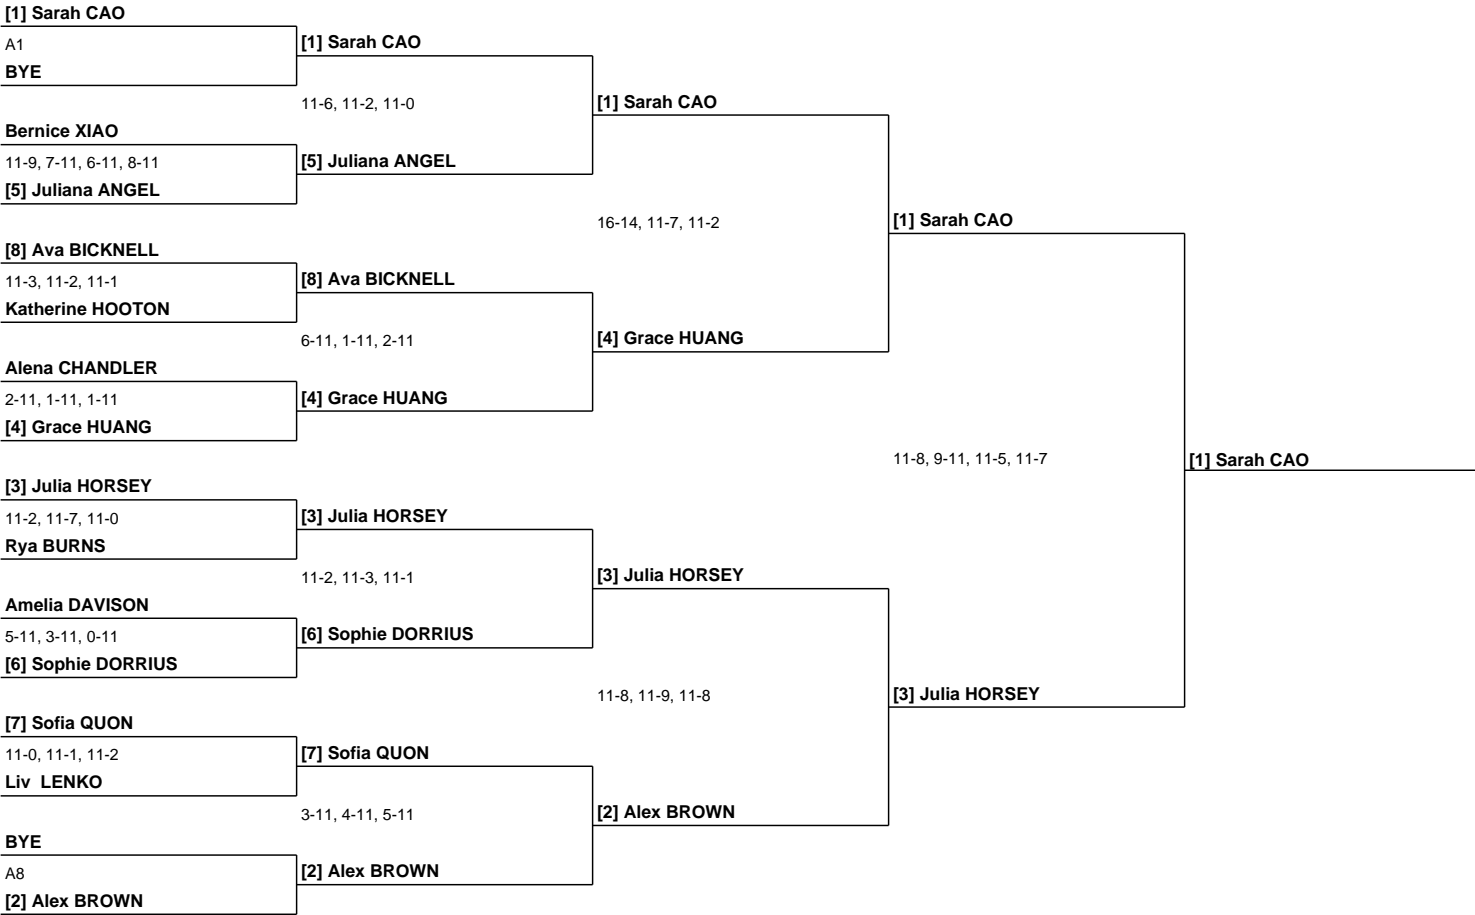 [1] Sarah CAO
A1
BYE
Bernice XIAO
11-9, 7-11, 6-11, 8-11
[5] Juliana ANGEL
[8] Ava BICKNELL
11-3, 11-2, 11-1
Katherine HOOTON
Alena CHANDLER
2-11, 1-11, 1-11
[4] Grace HUANG
[3] Julia HORSEY
11-2, 11-7, 11-0
Rya BURNS
Amelia DAVISON
5-11, 3-11, 0-11
[6] Sophie DORRIUS
[7] Sofia QUON
11-0, 11-1, 11-2
Liv  LENKO
BYE
A8
[2] Alex BROWN
[1] Sarah CAO
11-6, 11-2, 11-0
[5] Juliana ANGEL
[8] Ava BICKNELL
6-11, 1-11, 2-11
[4] Grace HUANG
[3] Julia HORSEY
11-2, 11-3, 11-1
[6] Sophie DORRIUS
[7] Sofia QUON
3-11, 4-11, 5-11
[2] Alex BROWN
[1] Sarah CAO
16-14, 11-7, 11-2
[4] Grace HUANG
[3] Julia HORSEY
11-8, 11-9, 11-8
[2] Alex BROWN
[1] Sarah CAO
11-8, 9-11, 11-5, 11-7
[3] Julia HORSEY
[1] Sarah CAO